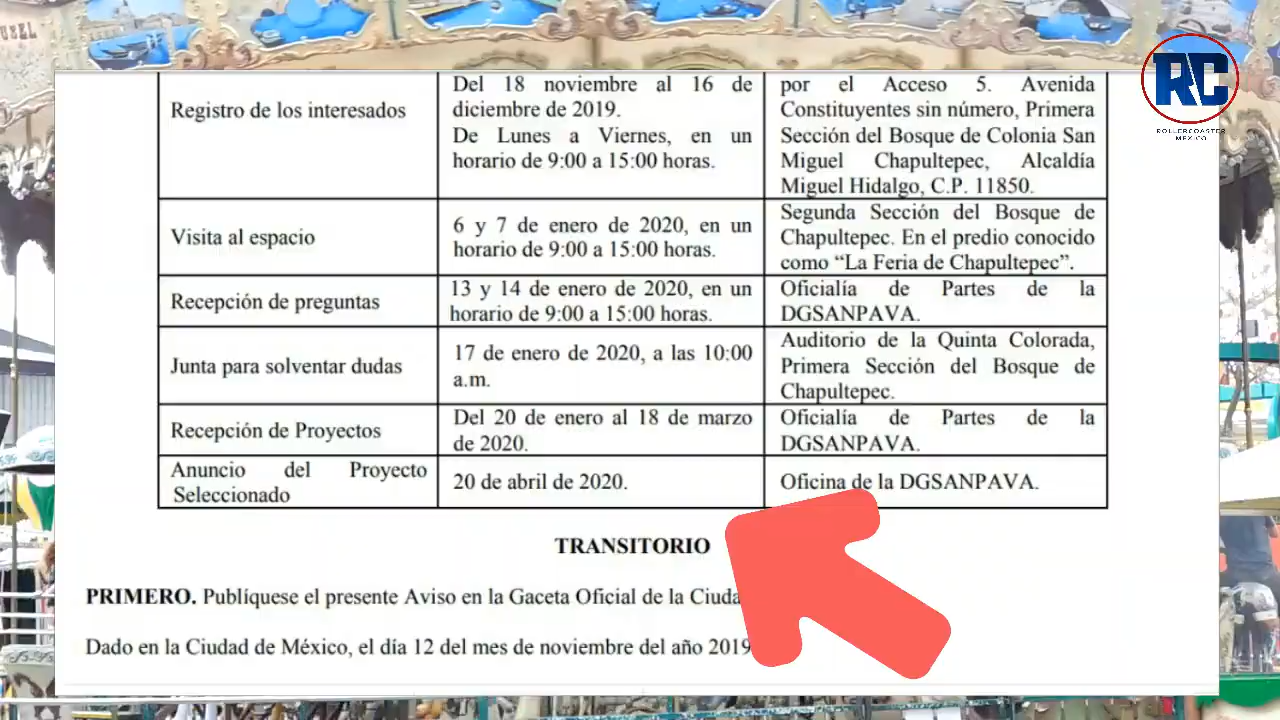 USEL
RC
ROLLERCOASTER
MÉXICO
Registro de los interesados
Del 18 noviembre al 16 de
diciembre de 2019.
De Lunes a Viernes, en un
horario de 9:00 a 15:00 horas.
por el Acceso 5. Avenida
Constituyentes sin número, Primera
Sección del Bosque de Colonia San
Miguel Chapultepec, Alcaldía
Miguel Hidalgo, C.P. 11850.
Visita al espacio
6 y 7 de enero de 2020, en un
horario de 9:00 a 15:00 horas.
Segunda Sección del Bosque de
Chapultepec. En el predio conocido
como “La Feria de Chapultepec”.
Recepción de preguntas
13 y 14 de enero de 2020, en un
horario de 9:00 a 15:00 horas.
Oficialía de Partes de la
DGSANPAVA.
Junta para solventar dudas
17 de enero de 2020, a las 10:00
a.m.
Auditorio de la Quinta Colorada,
Primera Sección del Bosque de
Chapultepec.
Recepción de Proyectos
Del 20 de enero al 18 de marzo
de 2020.
Oficialía de Partes de la
DGSANPAVA.
Anuncio del Proyecto
Seleccionado
20 de abril de 2020.
Oficina de la DGSANPAVA.
TRANSITORIO
PRIMERO. Publíquese el presente Aviso en la Gaceta Oficial de la Ciuda
Dado en la Ciudad de México, el día 12 del mes de noviembre del año 2019